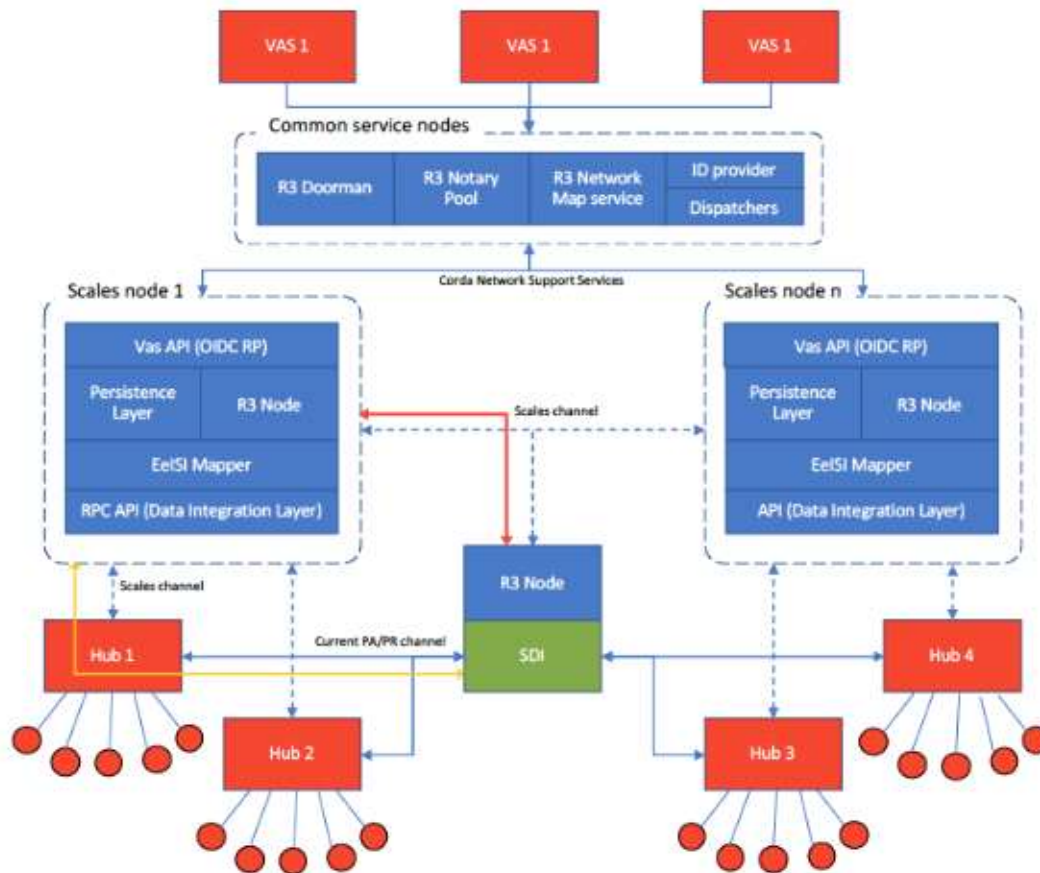 VAS 1
VAS 1
VAS 1
Common service nodes
R3 Doorman
R3 Notary
Pool
R3 Network
Map service
ID provider
Dispatchers
Corda Network Support Services
Scales node 1
Scales node n
Vas API (OIDC RP)
Persistence
Layer
R3 Node
EeISI Mapper
RPC API (Data Integration Layer)
Scales channel
Vas API (OIDC RP)
Persistence
Layer
R3 Node
EeISI Mapper
API (Data Integration Layer)
Scales channel
R3 Node
SDI
Current PA/PR channel
Hub 1
Hub 2
Hub 3
Hub 4